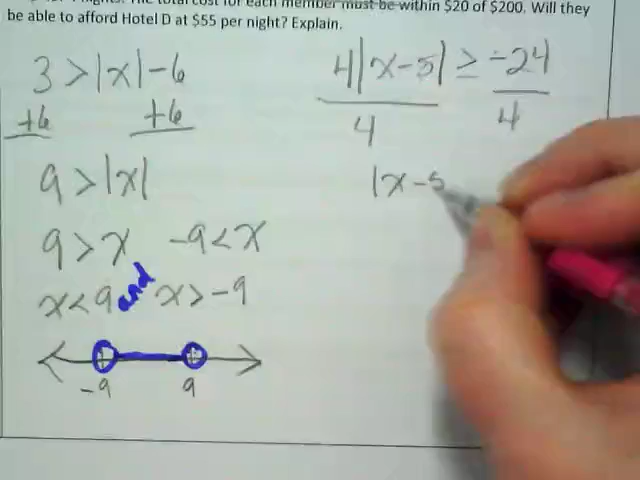 total cost for each member must be within $20 of $200. Will they
be able to afford Hotel D at $55 per night? Explain.
3 > |x| - 6
+6 +6
9 > |x|
9 > x -9 < x
x < 9 and x > -9
-9 9
4|x-5| ≥ -24
4 4
|x-5